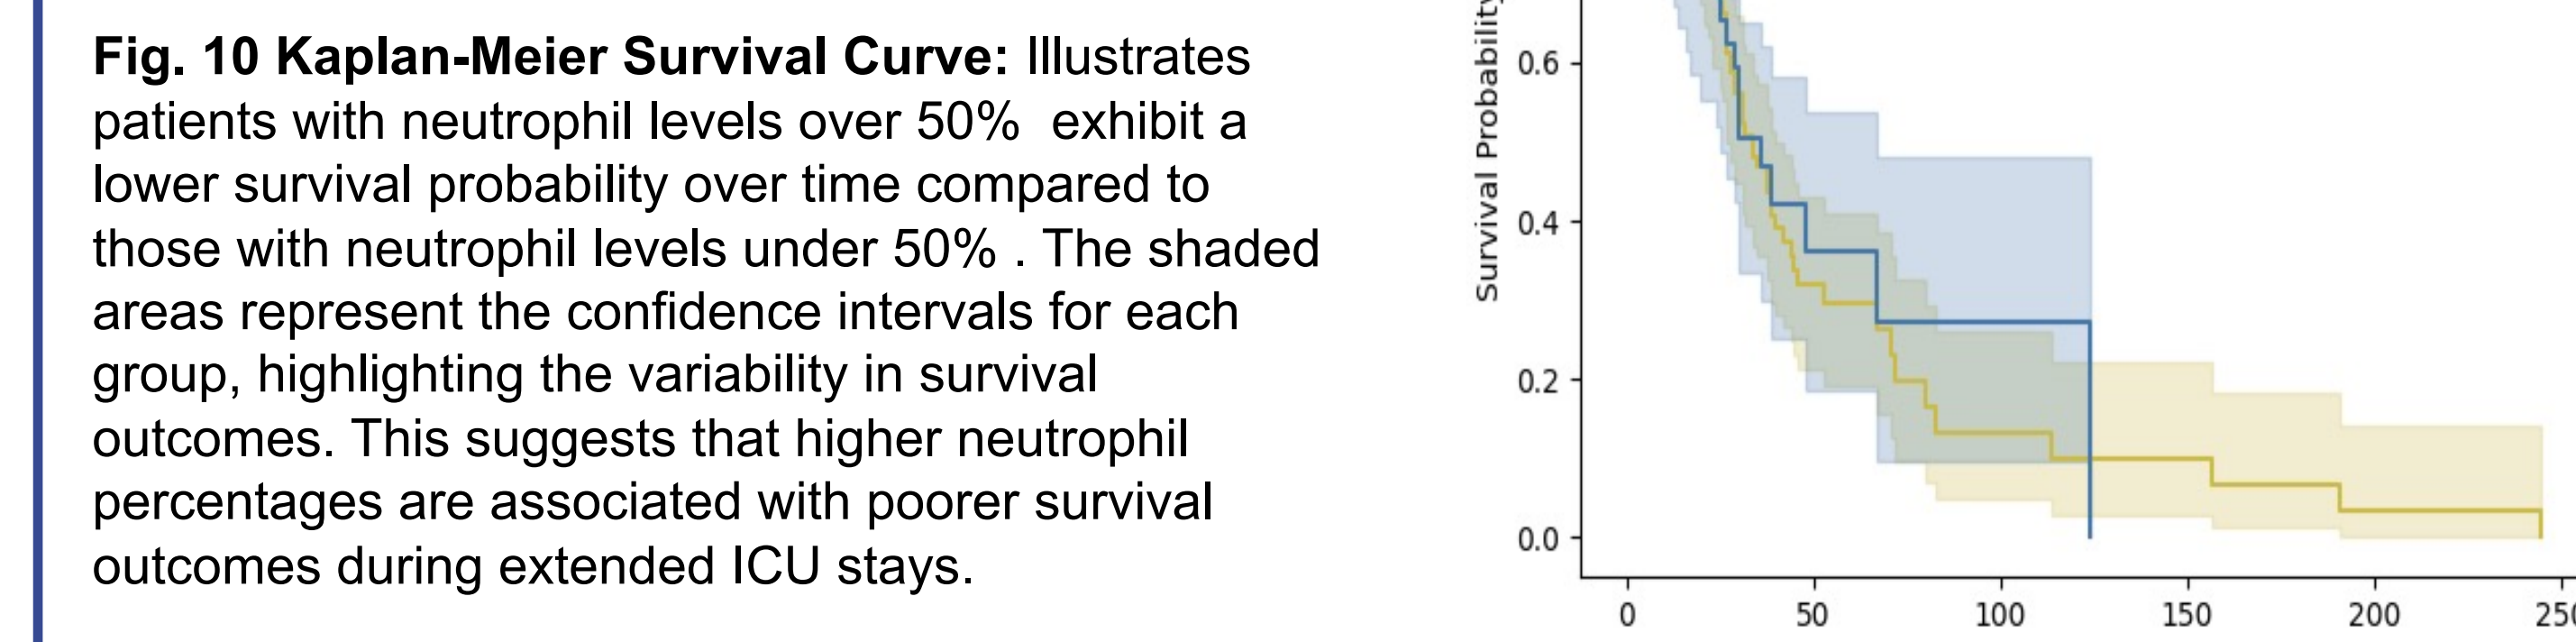 Fig. 10 Kaplan-Meier Survival Curve: Illustrates
patients with neutrophil levels over 50%  exhibit a
lower survival probability over time compared to
those with neutrophil levels under 50% . The shaded
areas represent the confidence intervals for each
group, highlighting the variability in survival
outcomes. This suggests that higher neutrophil
percentages are associated with poorer survival
outcomes during extended ICU stays.
Survival Probability
0.6
0.4
0.2
0.0
0 50 100 150 200